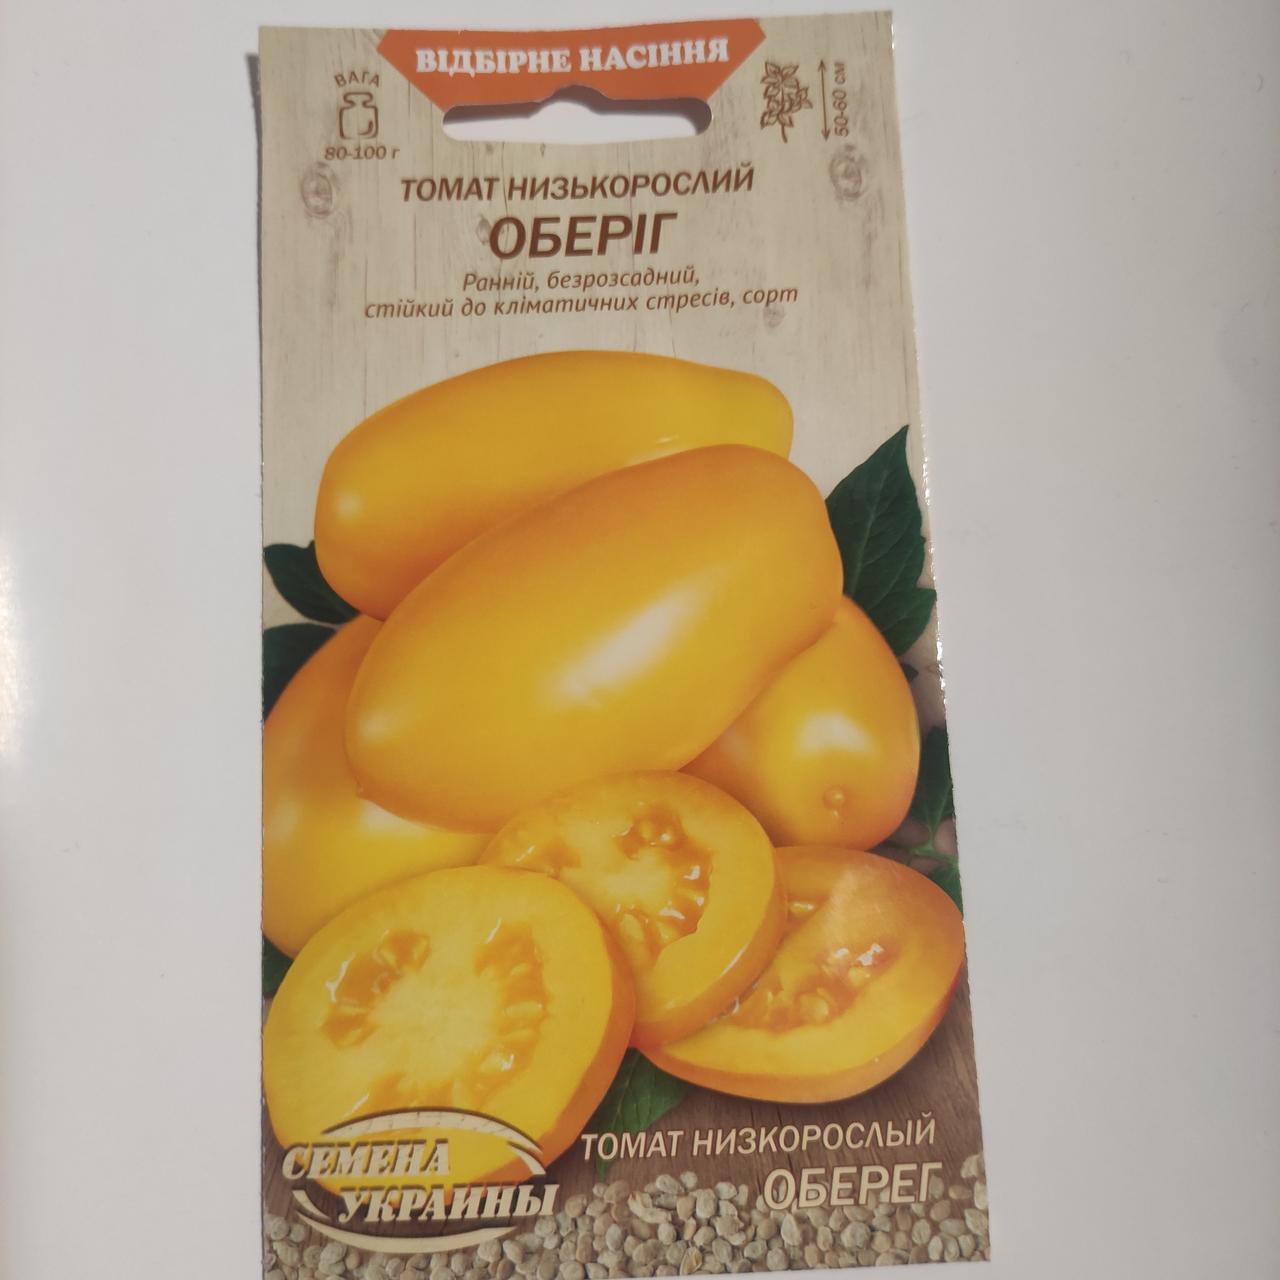 ВІДБІРНЕ НАСІННЯ
ВАГА
80-100 г
50-60 см
ТОМАТ НИЗЬКОРОСЛИЙ
ОБЕРІГ
Ранній, безрозсадний,
стійкий до кліматичних стресів, сорт
СЕМЕНА
УКРАИНЫ
ТОМАТ НИЗКОРОСЛЫЙ
ОБЕРЕГ